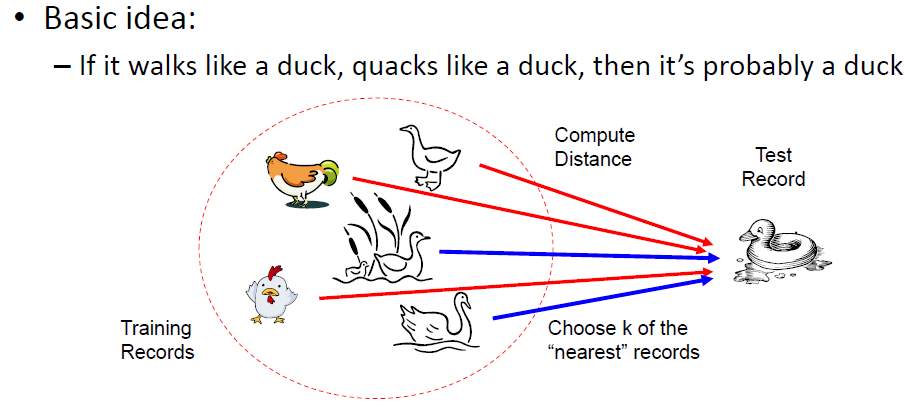 • Basic idea:
– If it walks like a duck, quacks like a duck, then it’s probably a duck
Compute
Distance
Test
Record
Training
Records
Choose k of the
“nearest” records